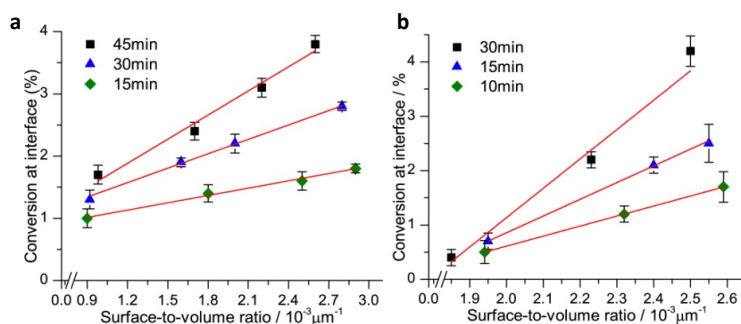 a
45min
30min
15min
Conversion at interface (%)
4
3
2
1
0
0.0 0.9 1.2 1.5 1.8 2.1 2.4 2.7 3.0
Surface-to-volume ratio / 10⁻³μm⁻¹
b
30min
15min
10min
Conversion at interface / %
4
3
2
1
0
0.0 1.9 2.0 2.1 2.2 2.3 2.4 2.5 2.6
Surface-to-volume ratio / 10⁻³μm⁻¹